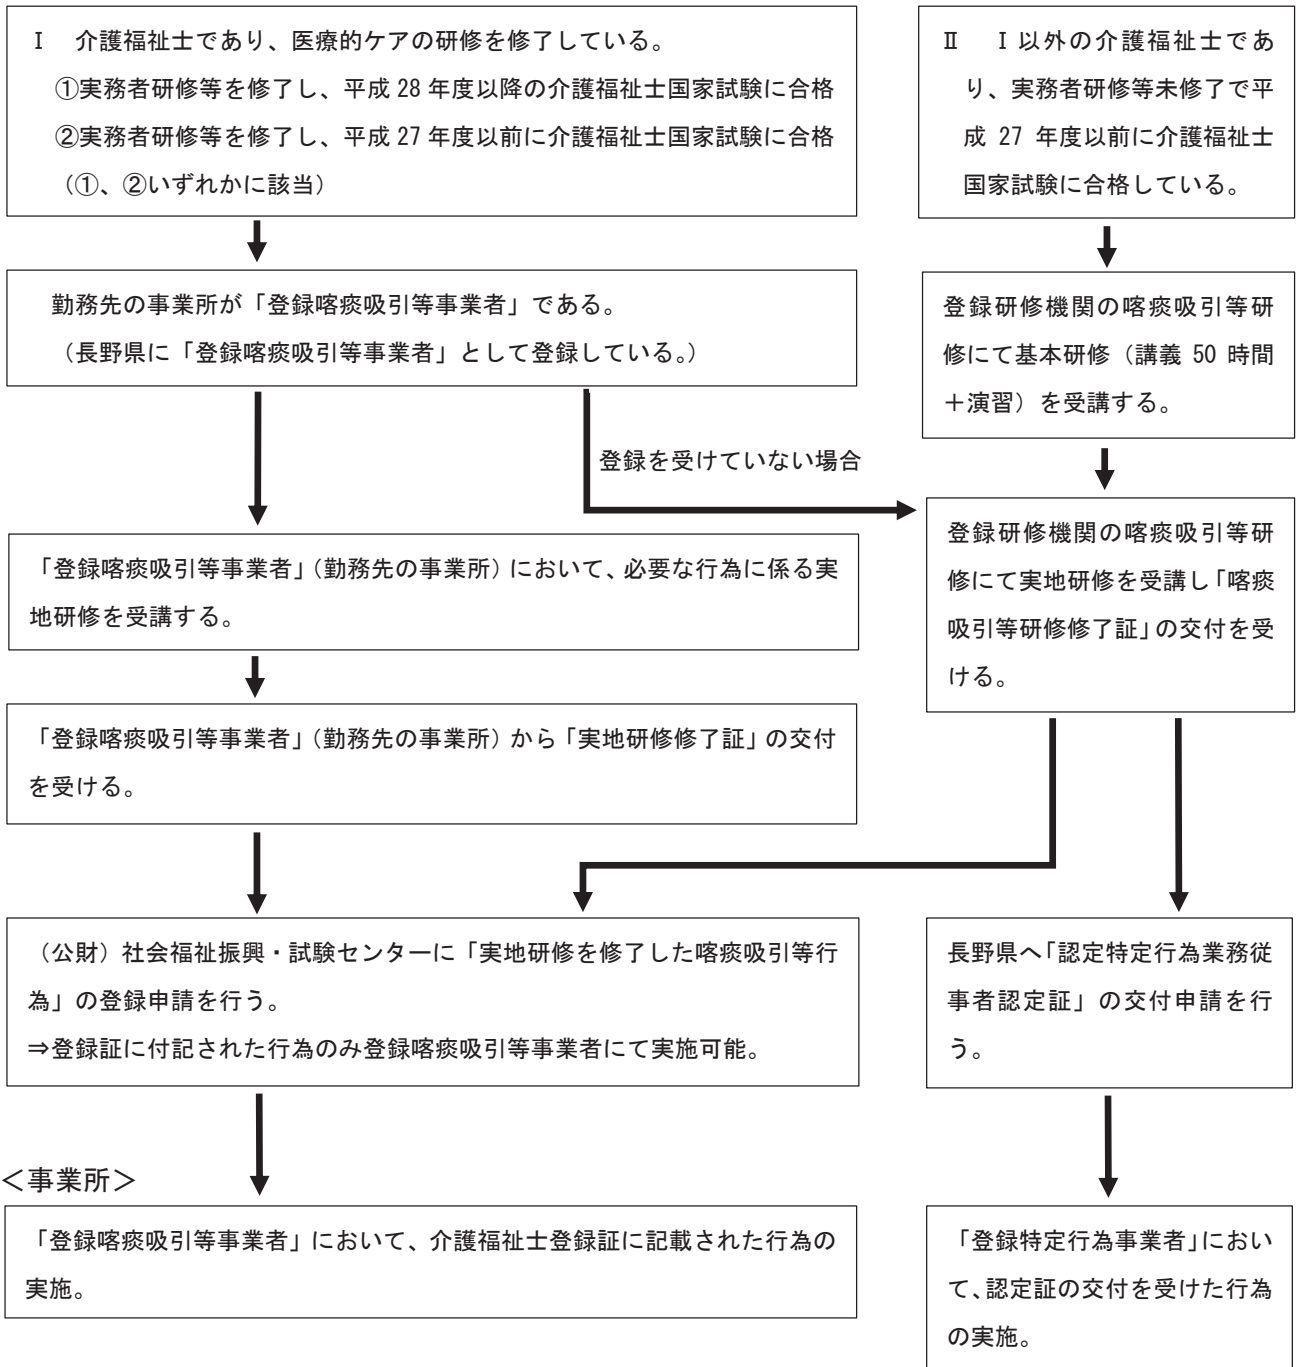 Ⅰ 介護福祉士であり、医療的ケアの研修を修了している。
①実務者研修等を修了し、平成 28 年度以降の介護福祉士国家試験に合格
②実務者研修等を修了し、平成 27 年度以前に介護福祉士国家試験に合格
（①、②いずれかに該当）
Ⅱ Ⅰ以外の介護福祉士であ
り、実務者研修等未修了で平
成 27 年度以前に介護福祉士
国家試験に合格している。
勤務先の事業所が「登録喀痰吸引等事業者」である。
（長野県に「登録喀痰吸引等事業者」として登録している。）
登録研修機関の喀痰吸引等研
修にて基本研修（講義 50 時間
＋演習）を受講する。
登録を受けていない場合
「登録喀痰吸引等事業者」（勤務先の事業所）において、必要な行為に係る実
地研修を受講する。
登録研修機関の喀痰吸引等研
修にて実地研修を受講し「喀痰
吸引等研修修了証」の交付を受
ける。
「登録喀痰吸引等事業者」（勤務先の事業所）から「実地研修修了証」の交付
を受ける。
（公財）社会福祉振興・試験センターに「実地研修を修了した喀痰吸引等行
為」の登録申請を行う。
⇒登録証に付記された行為のみ登録喀痰吸引等事業者にて実施可能。
長野県へ「認定特定行為業務従
事者認定証」の交付申請を行
う。
＜事業所＞
「登録喀痰吸引等事業者」において、介護福祉士登録証に記載された行為の
実施。
「登録特定行為事業者」におい
て、認定証の交付を受けた行為
の実施。